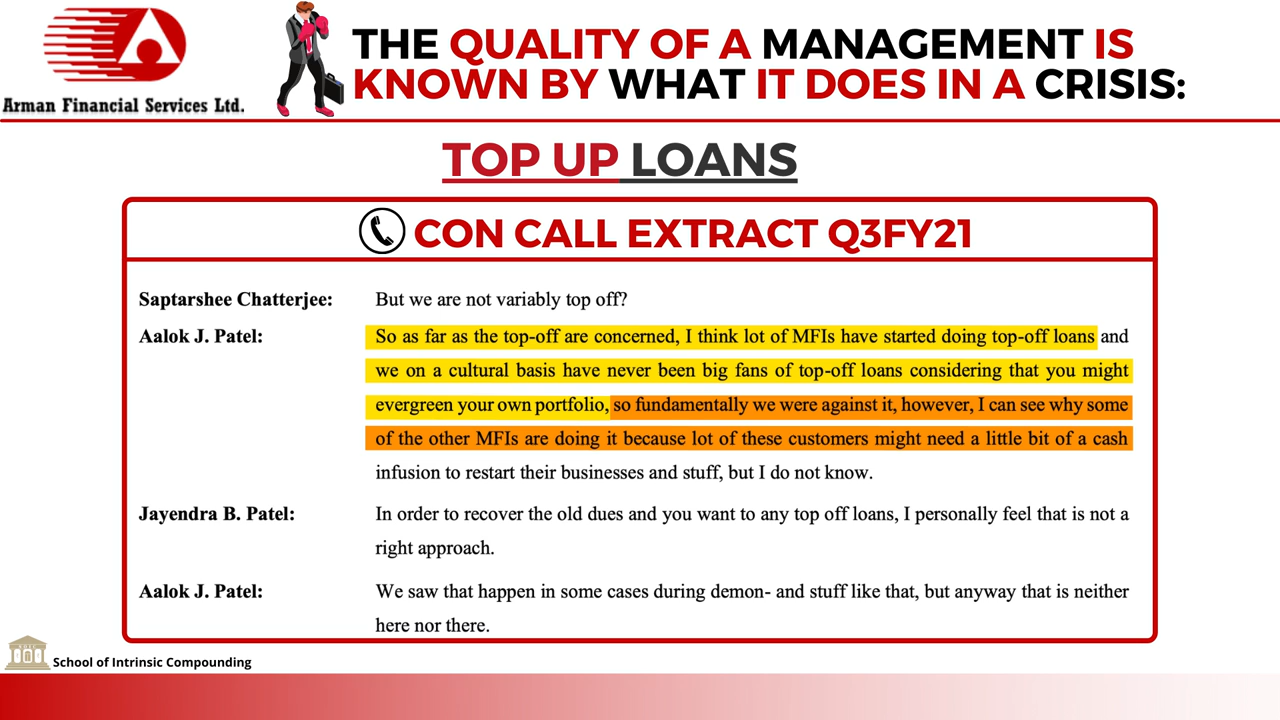 Arman Financial Services Ltd.
THE QUALITY OF A MANAGEMENT IS
KNOWN BY WHAT IT DOES IN A CRISIS:
TOP UP LOANS
CON CALL EXTRACT Q3FY21
Saptarshee Chatterjee: But we are not variably top off?
Aalok J. Patel: So as far as the top-off are concerned, I think lot of MFIs have started doing top-off loans and
we on a cultural basis have never been big fans of top-off loans considering that you might
evergreen your own portfolio, so fundamentally we were against it, however, I can see why some
of the other MFIs are doing it because lot of these customers might need a little bit of a cash
infusion to restart their businesses and stuff, but I do not know.
Jayendra B. Patel: In order to recover the old dues and you want to any top off loans, I personally feel that is not a
right approach.
Aalok J. Patel: We saw that happen in some cases during demon- and stuff like that, but anyway that is neither
here nor there.
School of Intrinsic Compounding